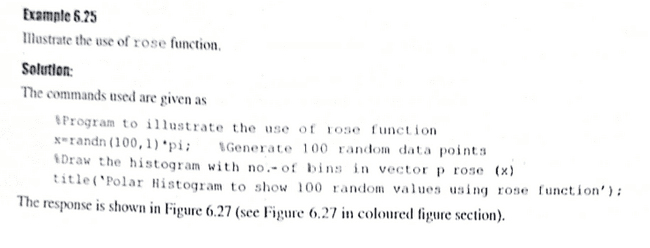 Example 6.25
Illustrate the use of rose function.
Solution:
The commands used are given as
%Program to illustrate the use of rose function
x=randn(100,1)*pi; %Generate 100 random data points
%Draw the histogram with no.-of bins in vector p rose (x)
title('Polar Histogram to show 100 random values using rose function');
The response is shown in Figure 6.27 (see Figure 6.27 in coloured figure section).